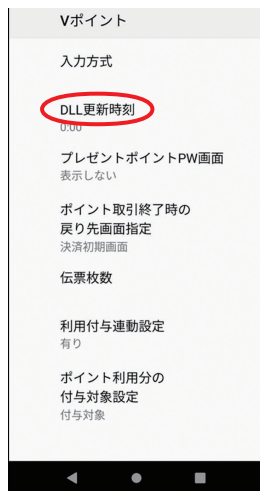 Vポイント
入力方式
DLL更新時刻
0:00
プレゼントポイントPW画面
表示しない
ポイント取引終了時の
戻り先画面指定
決済初期画面
伝票枚数
利用付与連動設定
有り
ポイント利用分の
付与対象設定
付与対象